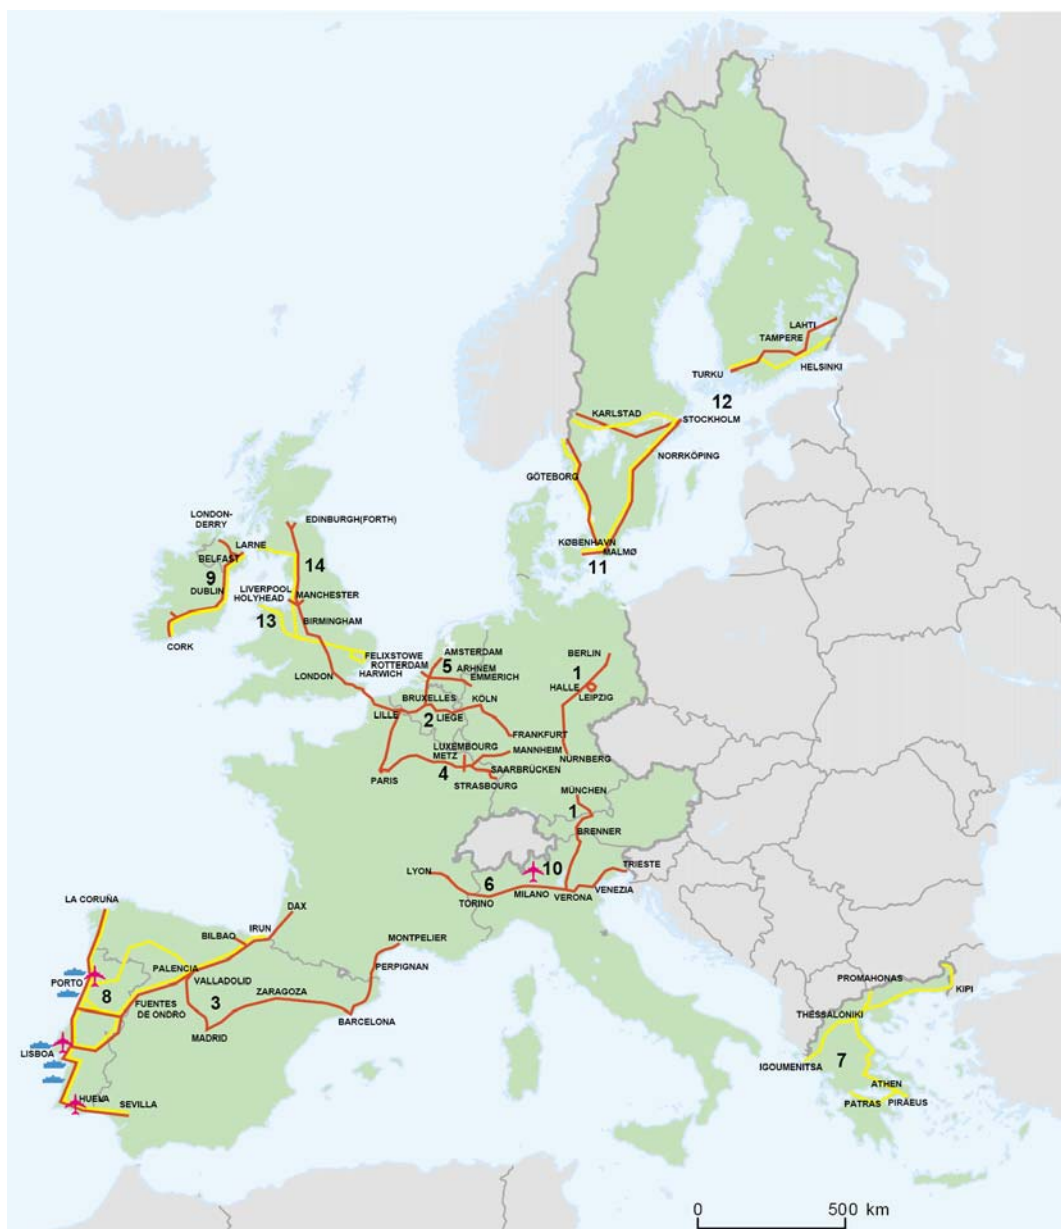 LAHTI
TAMPERE
HELSINKI
TURKU
12
KARLSTAD
STOCKHOLM
NORRKÖPING
GÖTEBORG
LONDON-
DERRY
EDINBURGH(FORTH)
LARNE
BELFAST
KØBENHAVN
MALMØ
11
14
9
DUBLIN
LIVERPOOL
HOLYHEAD
MANCHESTER
13
BIRMINGHAM
CORK
FELIXSTOWE
ROTTERDAM
HARWICH
AMSTERDAM
5
ARHNEM
EMMERICH
BERLIN
1
HALLE
LEIPZIG
LONDON
BRUXELLES
KÖLN
LILLE
2
LIEGE
FRANKFURT
LUXEMBOURG
METZ
MANNHEIM
NÜRNBERG
4
SAARBRÜCKEN
PARIS
STRASBOURG
MÜNCHEN
1
BRENNER
LYON
10
TRIESTE
6
TORINO
MILANO
VERONA
VENEZIA
LA CORUÑA
DAX
IRUN
BILBAO
MONTPELIER
PALENCIA
PERPIGNAN
PORTO
VALLADOLID
8
FUENTES
DE ONDRO
3
ZARAGOZA
MADRID
BARCELONA
LISBOA
HUELVA
SEVILLA
PROMAHONAS
KIPI
THESSALONIKI
IGOUMENITSA
7
ATHEN
PATRAS
PIRAEUS
0
500 km